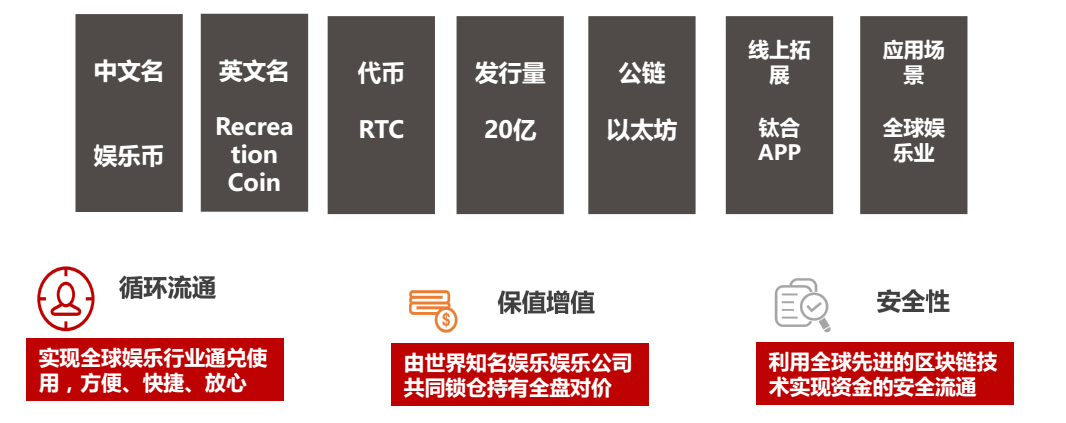 中文名
娱乐币
英文名
Recrea
tion
Coin
代币
RTC
发行量
20亿
公链
以太坊
线上拓
展
钛合
APP
应用场
景
全球娱
乐业
循环流通
实现全球娱乐行业通兑使
用，方便、快捷、放心
保值增值
$
由世界知名娱乐娱乐公司
共同锁仓持有全盘对价
安全性
利用全球先进的区块链技
术实现资金的安全流通